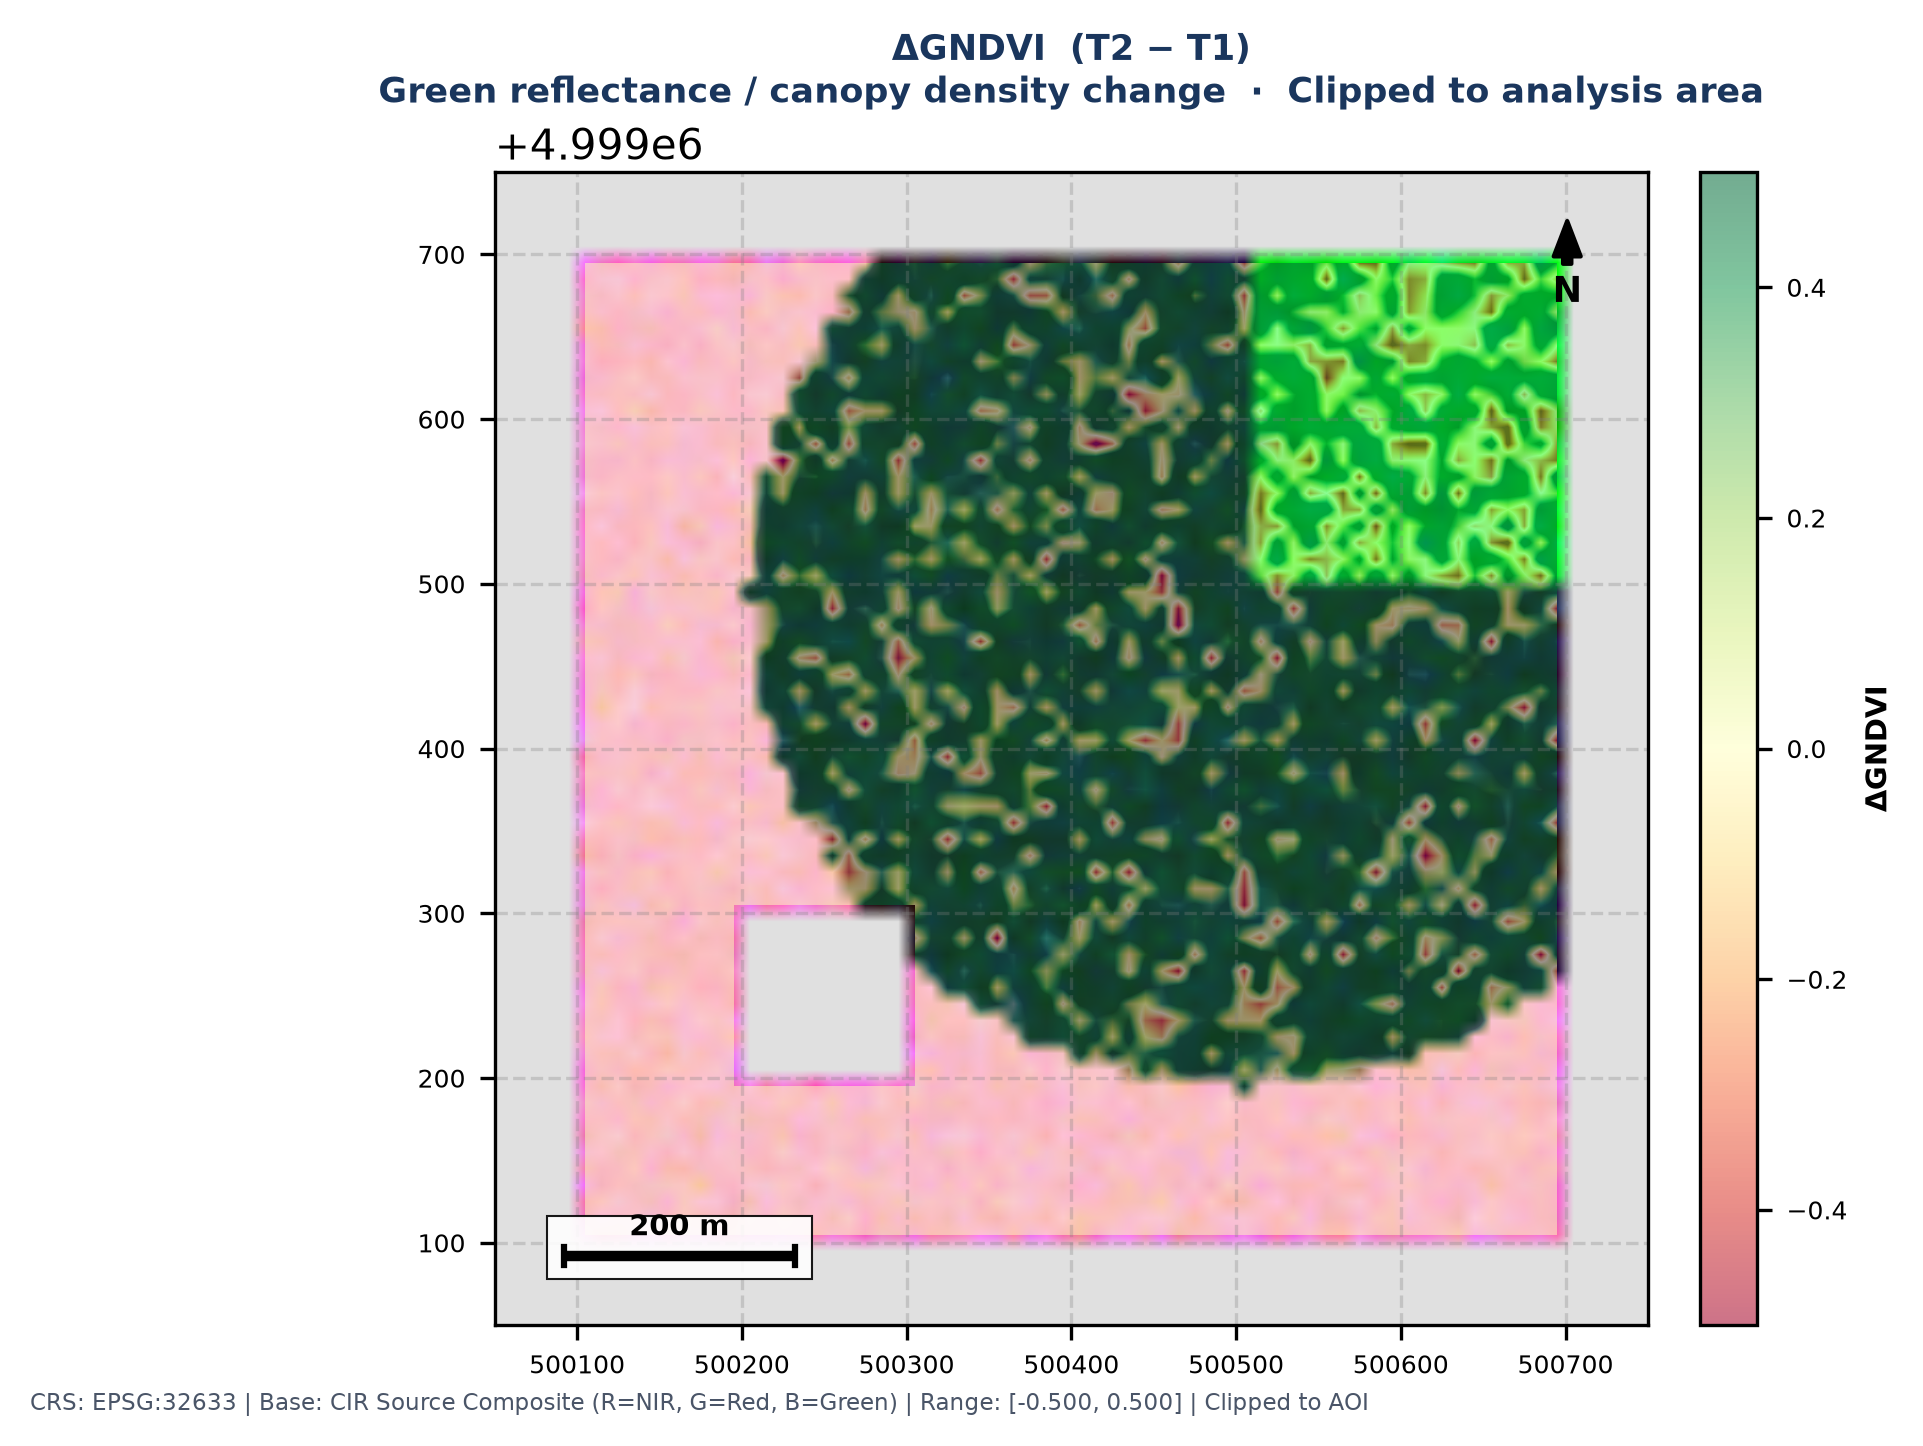 ΔGNDVI (T2 − T1)
Green reflectance / canopy density change · Clipped to analysis area
+4.999e6
700
600
500
400
300
200
100
N
200 m
500100 500200 500300 500400 500500 500600 500700
0.4
0.2
0.0
−0.2
−0.4
ΔGNDVI
CRS: EPSG:32633 | Base: CIR Source Composite (R=NIR, G=Red, B=Green) | Range: [-0.500, 0.500] | Clipped to AOI